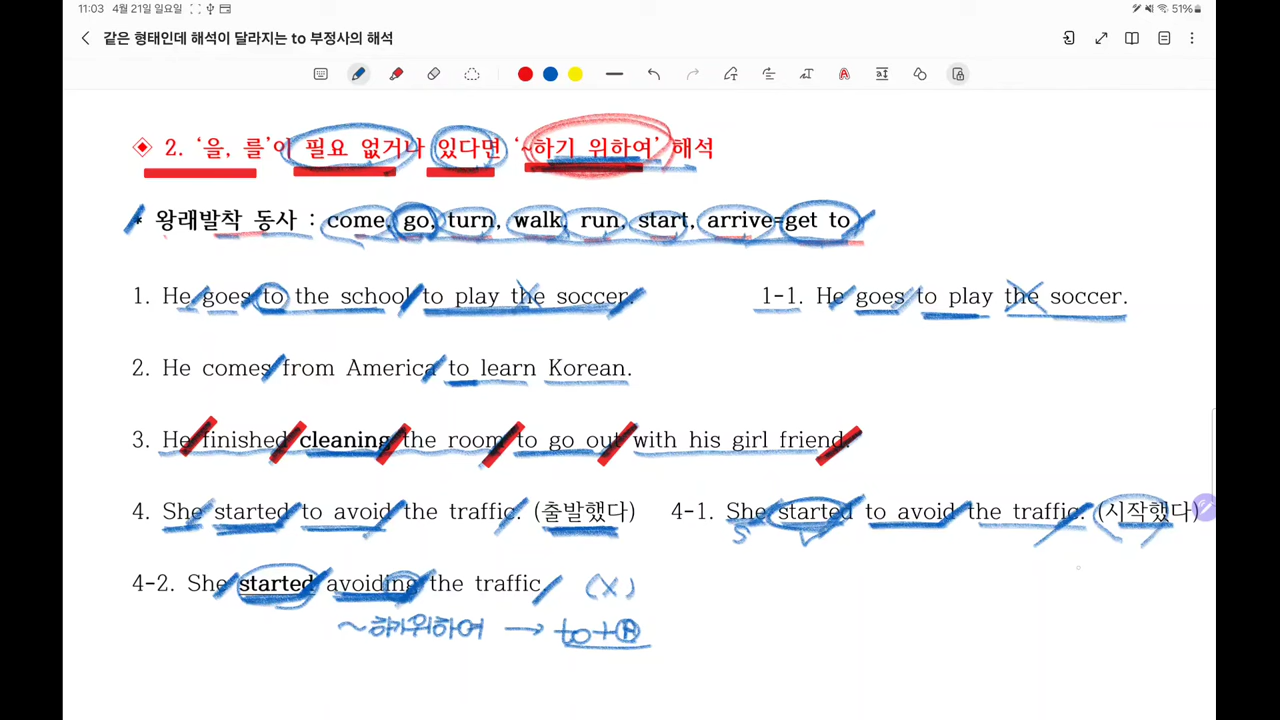 11:03 4월 21일 일요일 51%
같은 형태인데 해석이 달라지는 to 부정사의 해석
◈ 2. ‘을, 를’이 필요 없거나 있다면 ‘~하기 위하여’ 해석
* 왕래발착 동사 : come, go, turn, walk, run, start, arrive=get to
1. He goes to the school to play the soccer. 1-1. He goes to play the soccer.
2. He comes from America to learn Korean.
3. He finished cleaning the room to go out with his girl friend.
4. She started to avoid the traffic. (출발했다) 4-1. She started to avoid the traffic. (시작했다)
S V
4-2. She started avoiding the traffic. (X)
~하기위하여 → to+Ⓡ